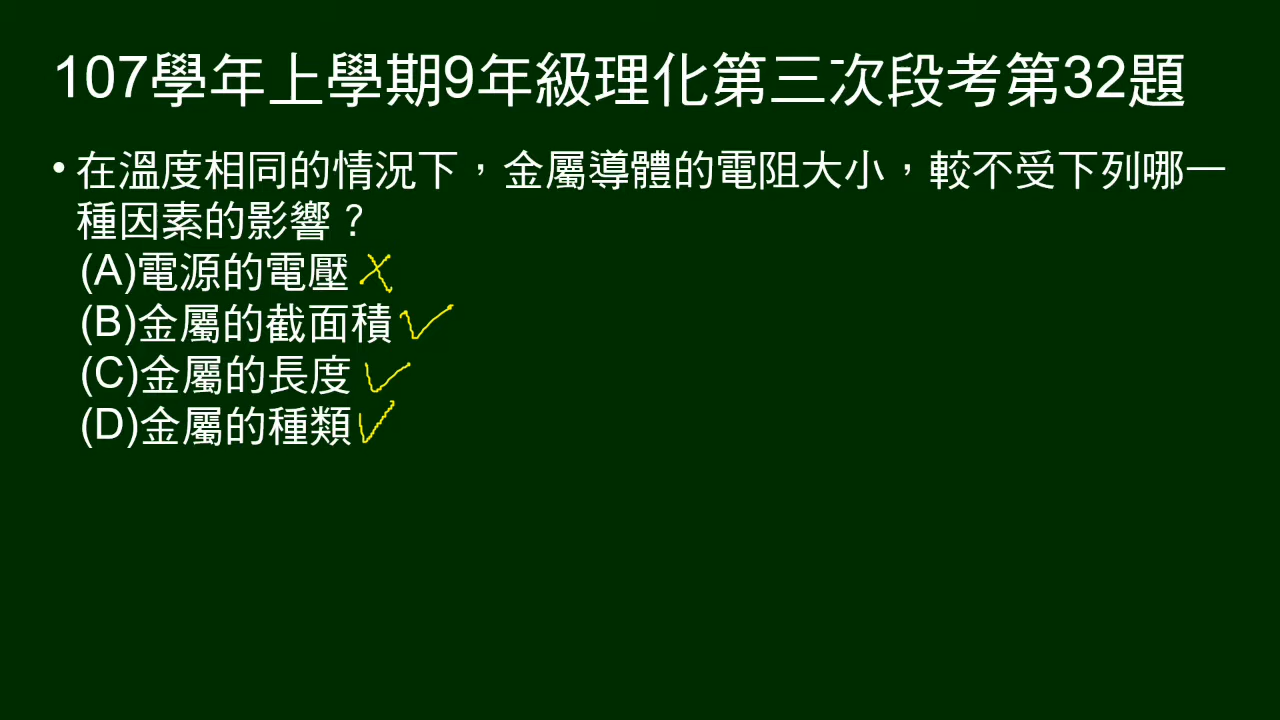 107學年上學期9年級理化第三次段考第32題
• 在溫度相同的情況下，金屬導體的電阻大小，較不受下列哪一
種因素的影響？
(A)電源的電壓 ✗
(B)金屬的截面積 ✓
(C)金屬的長度 ✓
(D)金屬的種類 ✓